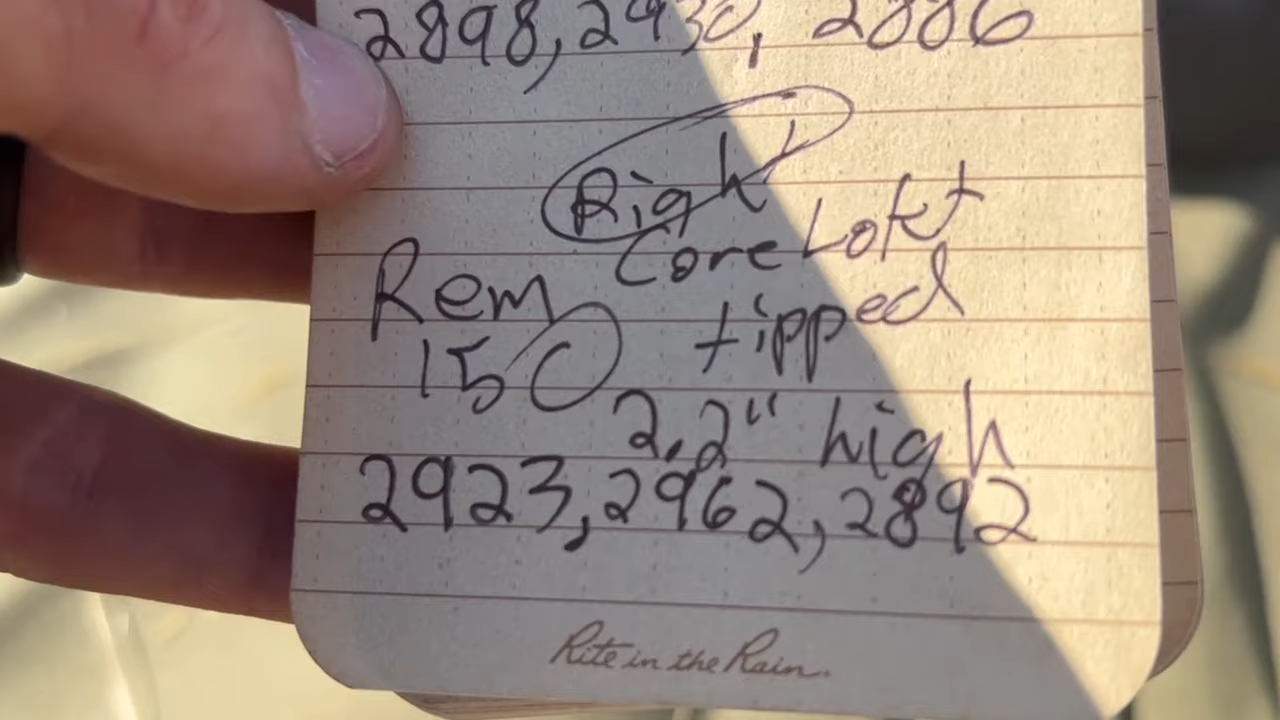 2898, 2930, 2886
Right
Core Lokt
Rem
tipped
150
2.2" high
2923, 2962, 2892
Rite in the Rain.